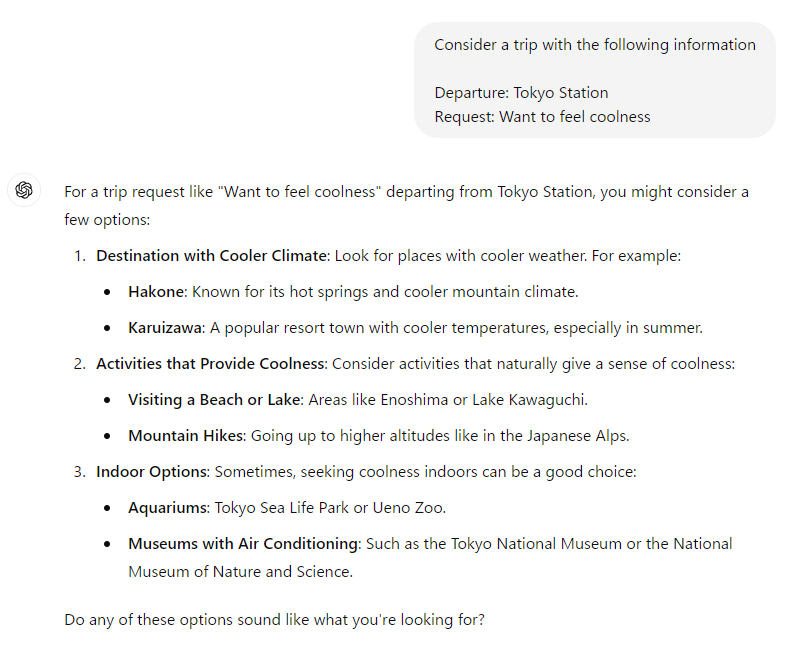 Consider a trip with the following information
Departure: Tokyo Station
Request: Want to feel coolness
For a trip request like "Want to feel coolness" departing from Tokyo Station, you might consider a
few options:
1. Destination with Cooler Climate: Look for places with cooler weather. For example:
• Hakone: Known for its hot springs and cooler mountain climate.
• Karuizawa: A popular resort town with cooler temperatures, especially in summer.
2. Activities that Provide Coolness: Consider activities that naturally give a sense of coolness:
• Visiting a Beach or Lake: Areas like Enoshima or Lake Kawaguchi.
• Mountain Hikes: Going up to higher altitudes like in the Japanese Alps.
3. Indoor Options: Sometimes, seeking coolness indoors can be a good choice:
• Aquariums: Tokyo Sea Life Park or Ueno Zoo.
• Museums with Air Conditioning: Such as the Tokyo National Museum or the National
Museum of Nature and Science.
Do any of these options sound like what you're looking for?